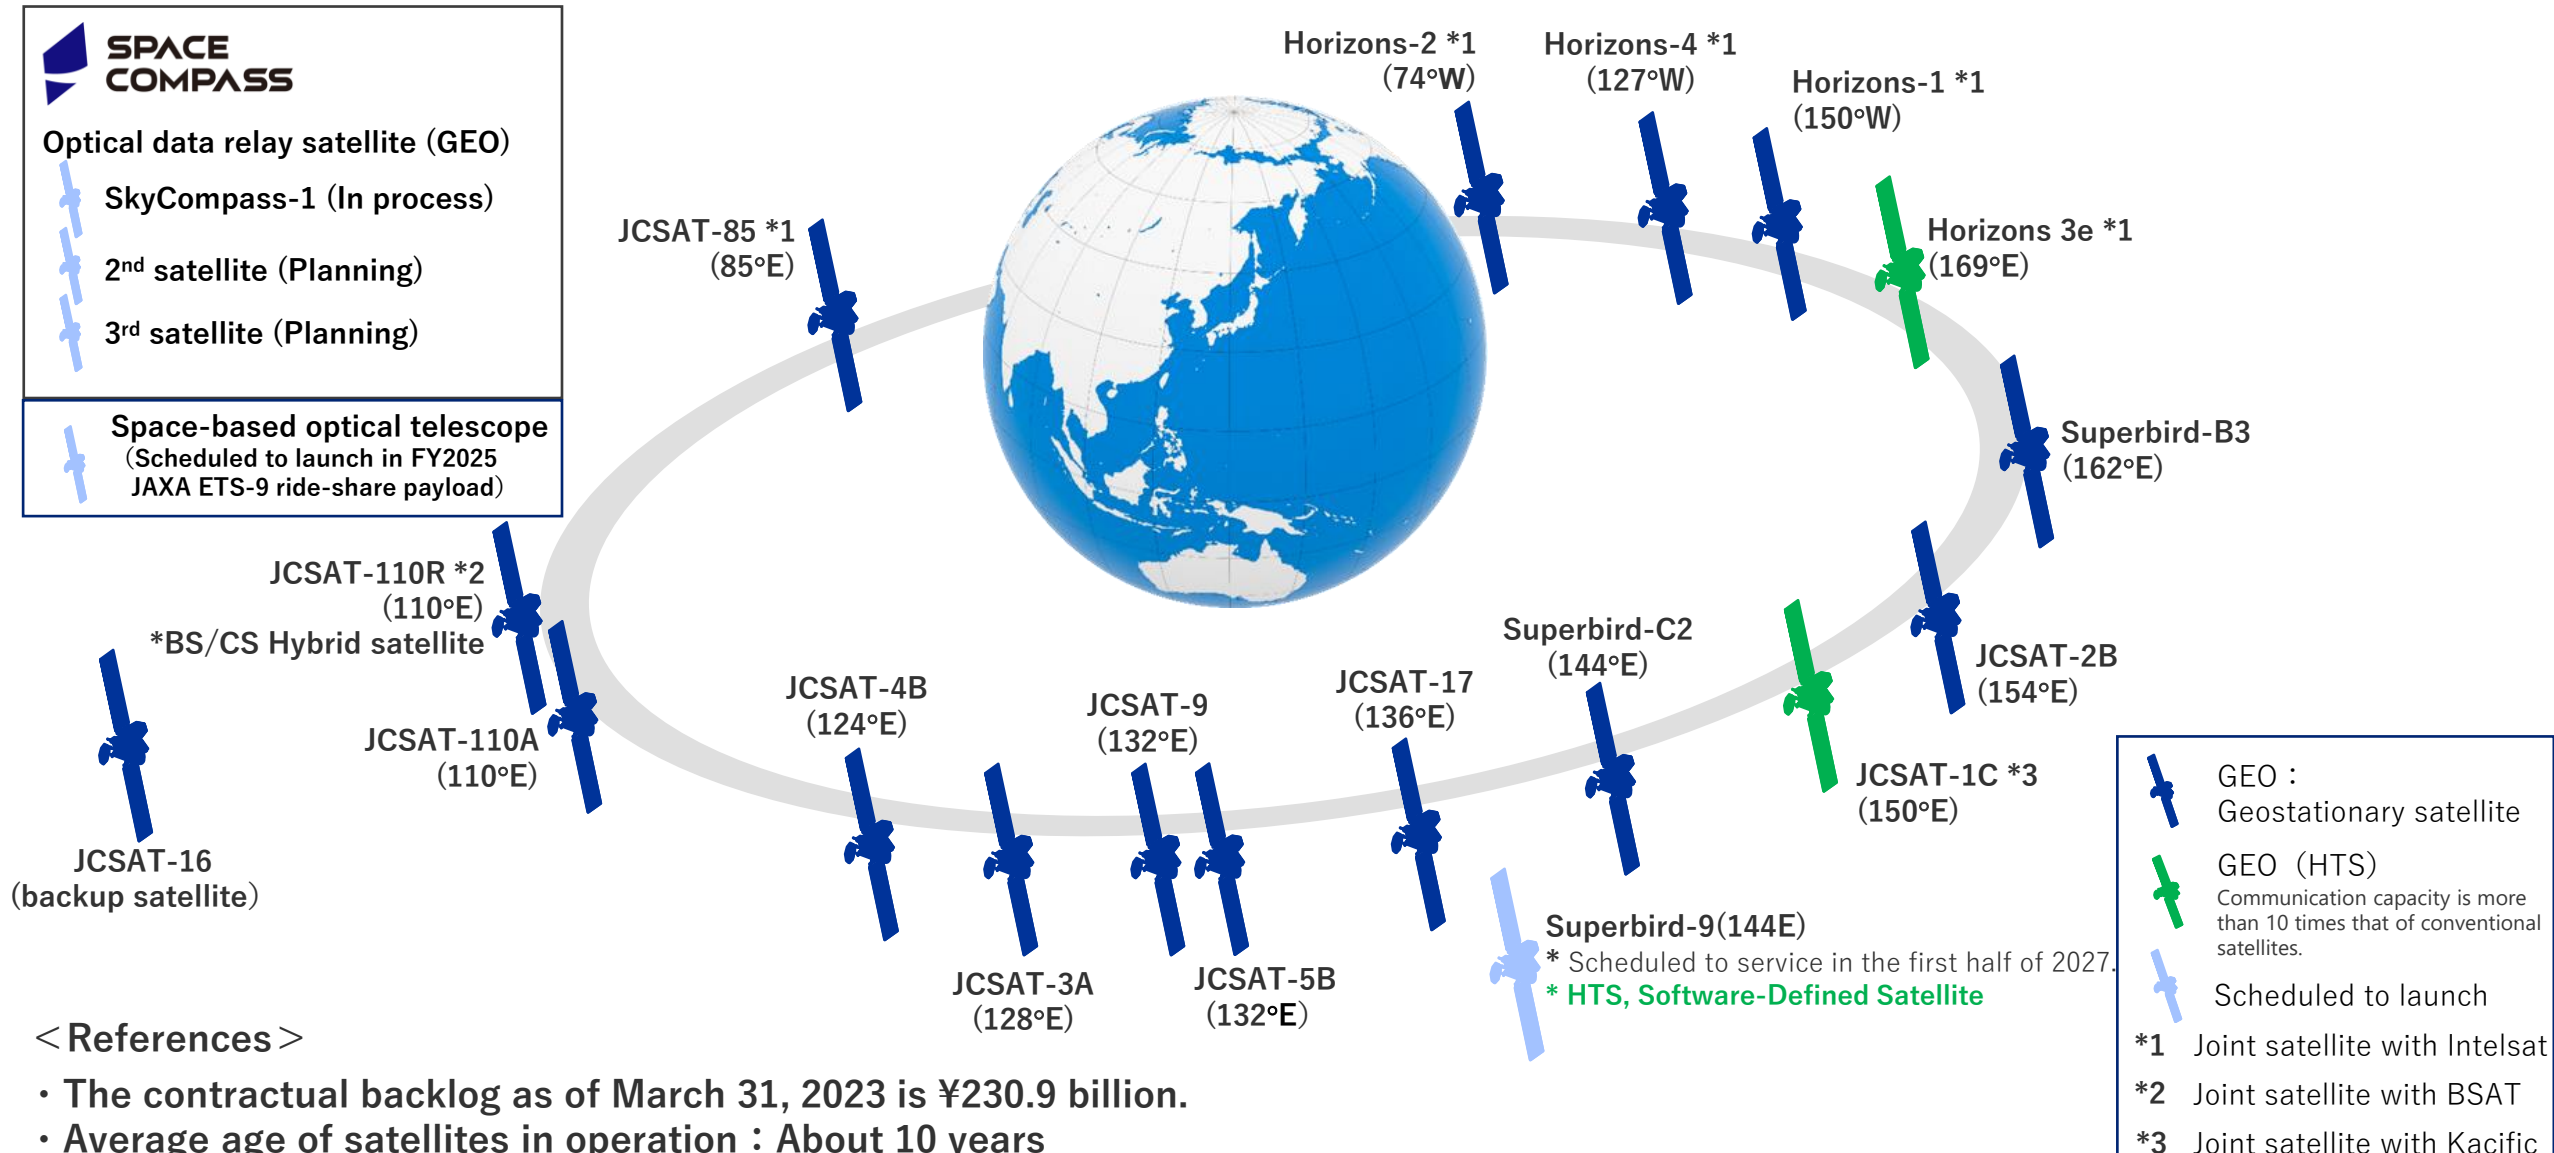 SPACE
COMPASS
Optical data relay satellite (GEO)
SkyCompass-1 (In process)
2nd satellite (Planning)
3rd satellite (Planning)
Space-based optical telescope
（Scheduled to launch in FY2025
JAXA ETS-9 ride-share payload）
Horizons-2 *1
(74°W)
Horizons-4 *1
(127°W)
Horizons-1 *1
(150°W)
Horizons 3e *1
(169°E)
JCSAT-85 *1
(85°E)
Superbird-B3
(162°E)
JCSAT-110R *2
(110°E)
*BS/CS Hybrid satellite
JCSAT-110A
(110°E)
JCSAT-16
(backup satellite)
JCSAT-4B
(124°E)
JCSAT-3A
(128°E)
JCSAT-9
(132°E)
JCSAT-5B
(132°E)
JCSAT-17
(136°E)
Superbird-C2
(144°E)
JCSAT-2B
(154°E)
JCSAT-1C *3
(150°E)
Superbird-9(144E)
* Scheduled to service in the first half of 2027.
* HTS, Software-Defined Satellite
GEO：
Geostationary satellite
GEO（HTS）
Communication capacity is more
than 10 times that of conventional
satellites.
Scheduled to launch
*1 Joint satellite with Intelsat
*2 Joint satellite with BSAT
*3 Joint satellite with Kacific
＜References＞
・The contractual backlog as of March 31, 2023 is ¥230.9 billion.
・Average age of satellites in operation：About 10 years